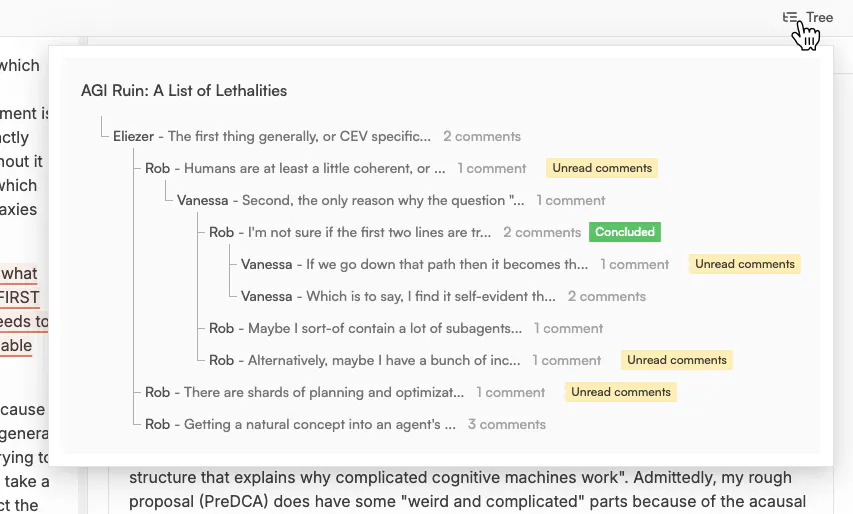 Tree
which
AGI Ruin: A List of Lethalities
ment is
Eliezer - The first thing generally, or CEV specific... 2 comments
actly
hout it
Rob - Humans are at least a little coherent, or ... 1 comment Unread comments
which
Vanessa - Second, the only reason why the question "... 1 comment
axies
Rob - I'm not sure if the first two lines are tr... 2 comments Concluded
Vanessa - If we go down that path then it becomes th... 1 comment Unread comments
what
FIRST
Vanessa - Which is to say, I find it self-evident th... 2 comments
eeds to
Rob - Maybe I sort-of contain a lot of subagents... 1 comment
able
Rob - Alternatively, maybe I have a bunch of inc... 1 comment Unread comments
Rob - There are shards of planning and optimizat... 1 comment Unread comments
cause
Rob - Getting a natural concept into an agent's ... 3 comments
genera
rying to
take a
structure that explains why complicated cognitive machines work". Admittedly, my rough
ct the
proposal (PreDCA) does have some "weird and complicated" parts because of the acausal